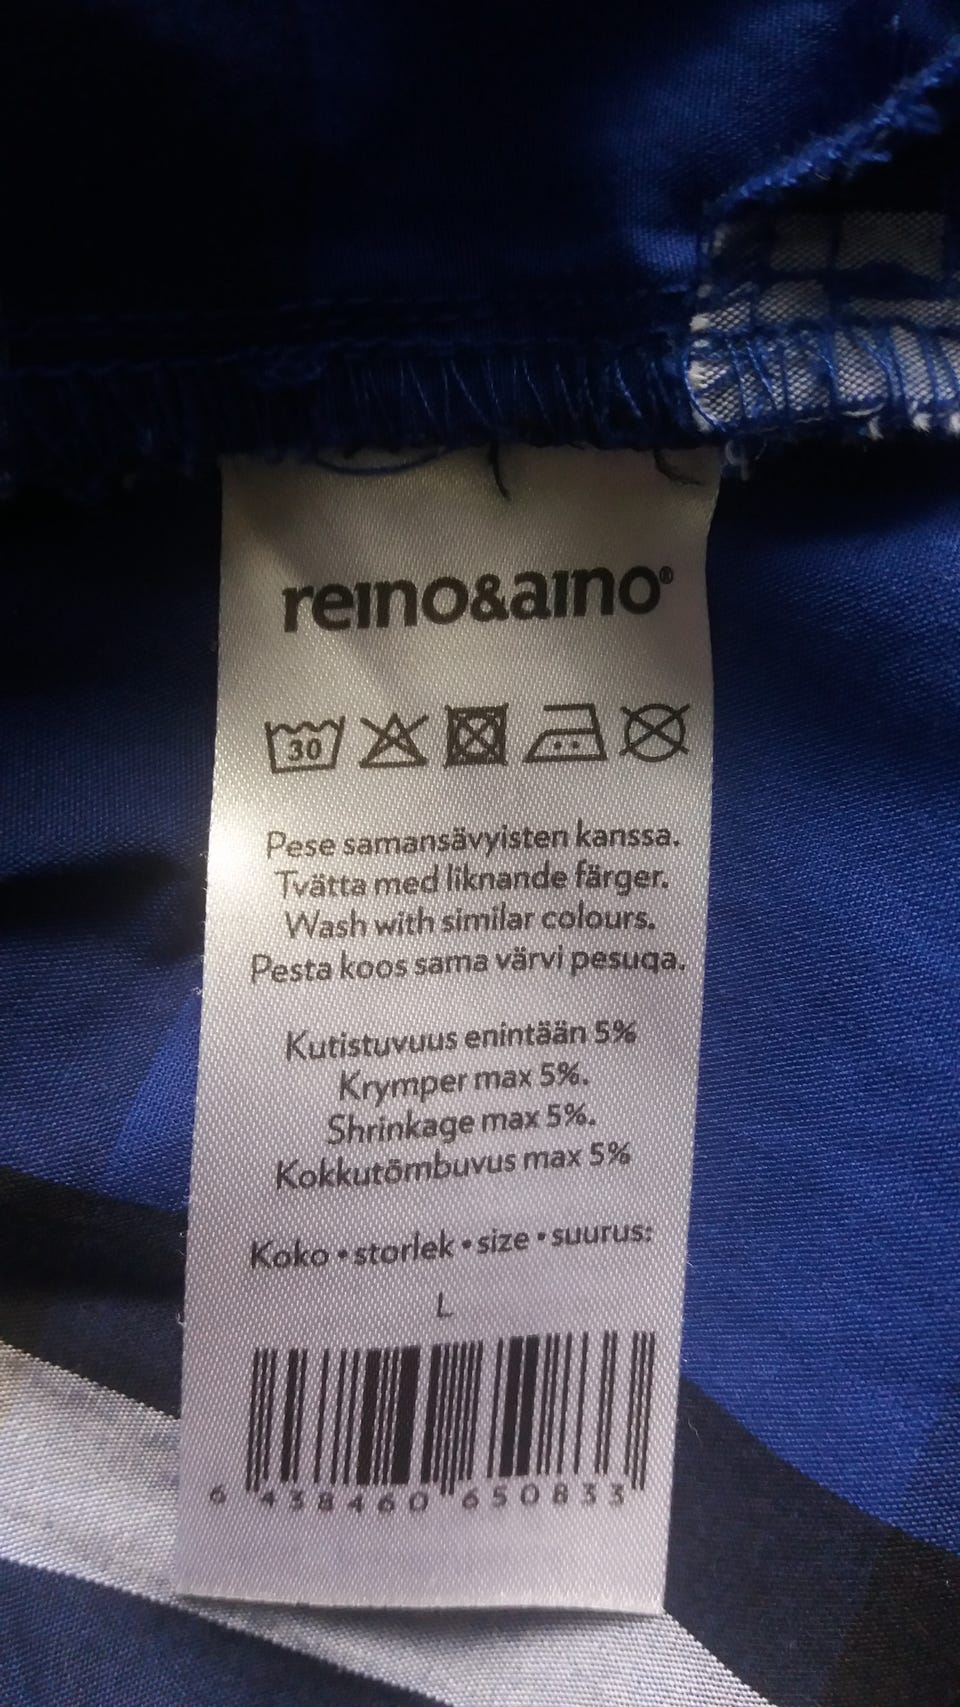 reino&aino®
30
Pese samansävyisten kanssa.
Tvätta med liknande färger.
Wash with similar colours.
Pesta koos sama värvi pesuga.
Kutistuvuus enintään 5%
Krymper max 5%.
Shrinkage max 5%.
Kokkutõmbuvus max 5%
Koko • storlek • size • suurus:
L
6 438460 650833